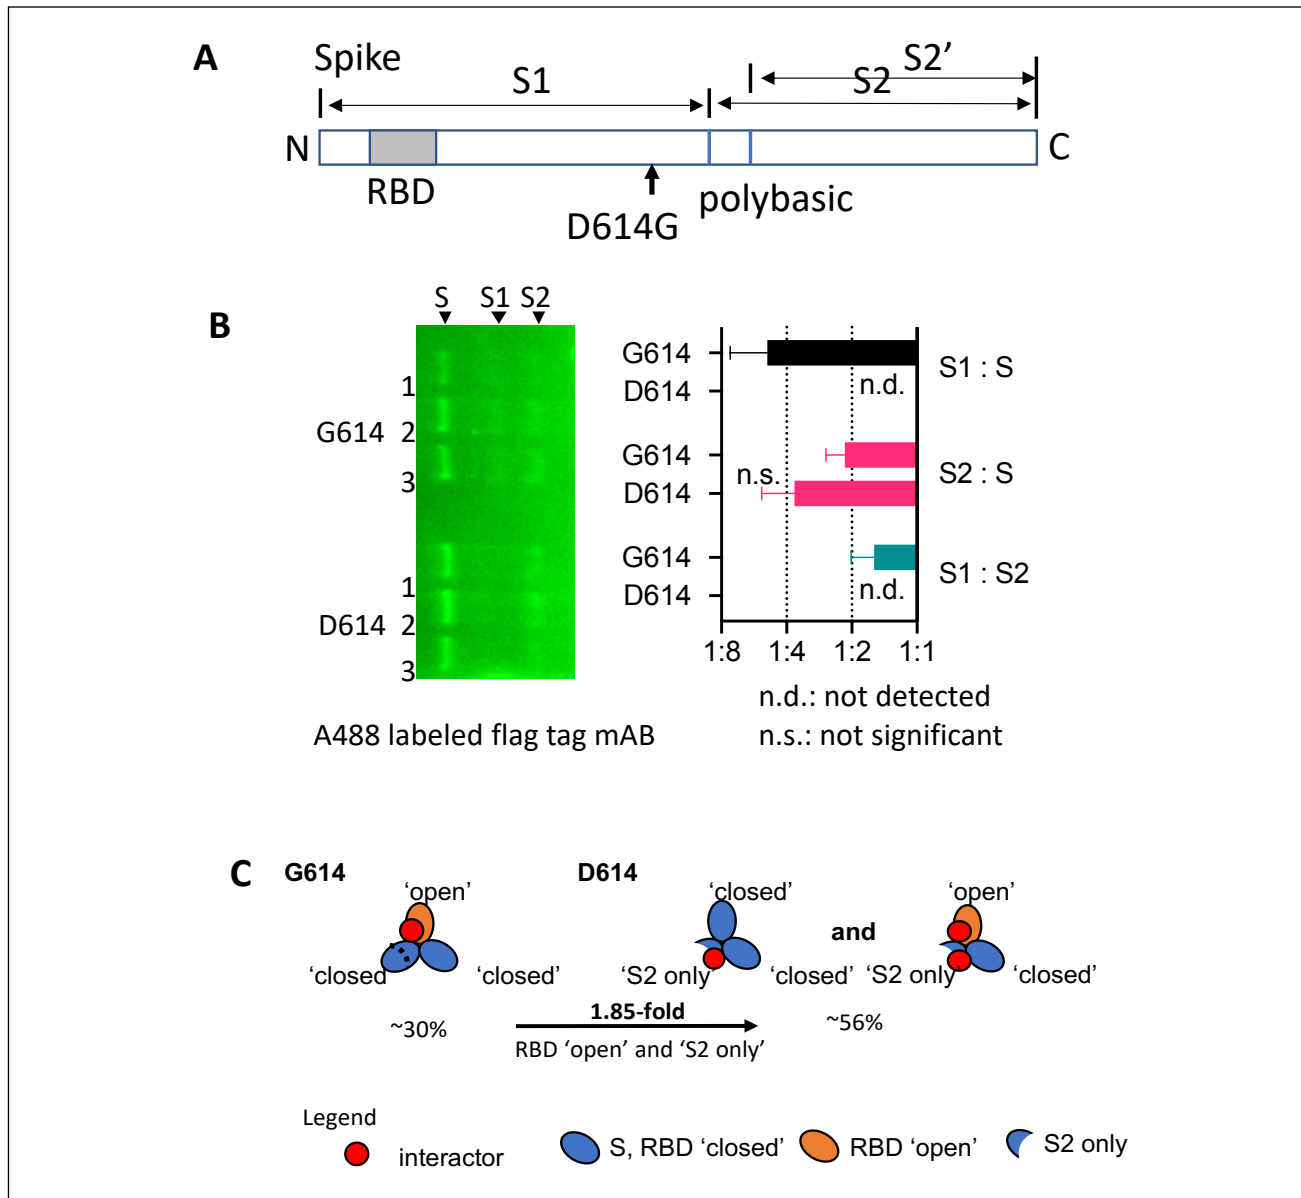 A
Spike
S2’
S1
S2
N
C
RBD
polybasic
D614G
B
S S1 S2
1
G614 2
3
1
D614 2
3
A488 labeled flag tag mAB
G614
S1 : S
D614
n.d.
G614
S2 : S
n.s.
D614
G614
S1 : S2
n.d.
D614
1:8 1:4 1:2 1:1
n.d.: not detected
n.s.: not significant
C
G614
D614
'open'
'closed'
'open'
and
'closed
'closed'
'S2 only'
'closed'
'S2 only'
'closed'
~30%
1.85-fold
~56%
RBD 'open' and 'S2 only'
Legend
interactor
S, RBD 'closed'
RBD 'open'
S2 only